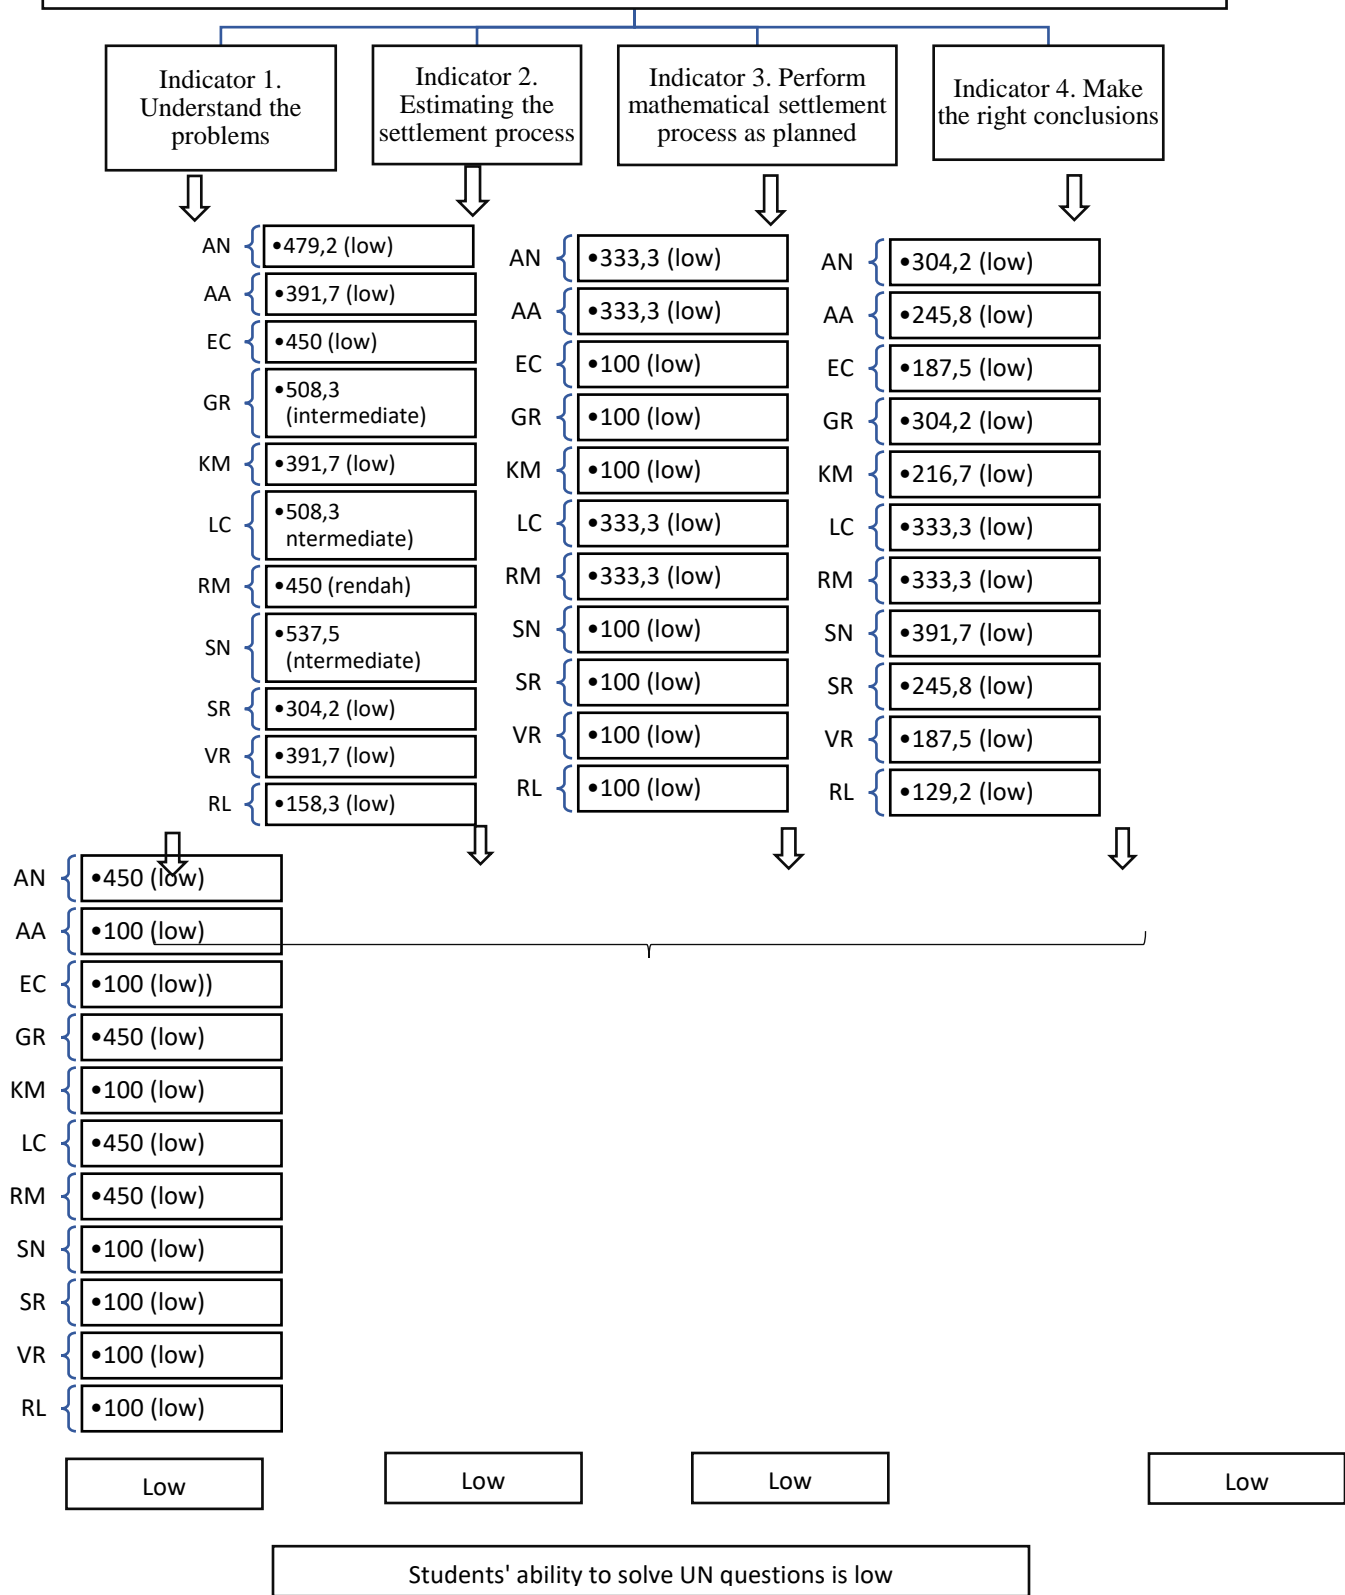 Indicator 1.
Understand the
problems
Indicator 2.
Estimating the
settlement process
Indicator 3. Perform
mathematical settlement
process as planned
Indicator 4. Make
the right conclusions
AN
•479,2 (low)
AA
•391,7 (low)
EC
•450 (low)
GR
•508,3
(intermediate)
KM
•391,7 (low)
LC
•508,3
ntermediate)
RM
•450 (rendah)
SN
•537,5
(ntermediate)
SR
•304,2 (low)
VR
•391,7 (low)
RL
•158,3 (low)
AN
•333,3 (low)
AA
•333,3 (low)
EC
•100 (low)
GR
•100 (low)
KM
•100 (low)
LC
•333,3 (low)
RM
•333,3 (low)
SN
•100 (low)
SR
•100 (low)
VR
•100 (low)
RL
•100 (low)
AN
•304,2 (low)
AA
•245,8 (low)
EC
•187,5 (low)
GR
•304,2 (low)
KM
•216,7 (low)
LC
•333,3 (low)
RM
•333,3 (low)
SN
•391,7 (low)
SR
•245,8 (low)
VR
•187,5 (low)
RL
•129,2 (low)
AN
•450 (low)
AA
•100 (low)
EC
•100 (low))
GR
•450 (low)
KM
•100 (low)
LC
•450 (low)
RM
•450 (low)
SN
•100 (low)
SR
•100 (low)
VR
•100 (low)
RL
•100 (low)
Low
Low
Low
Low
Students' ability to solve UN questions is low